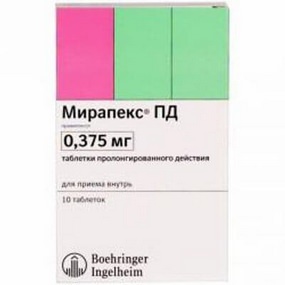 Мирапекс® ПД
прамипексол
0,375 мг
таблетки пролонгированного действия
для приема внутрь
10 таблеток
Boehringer
Ingelheim